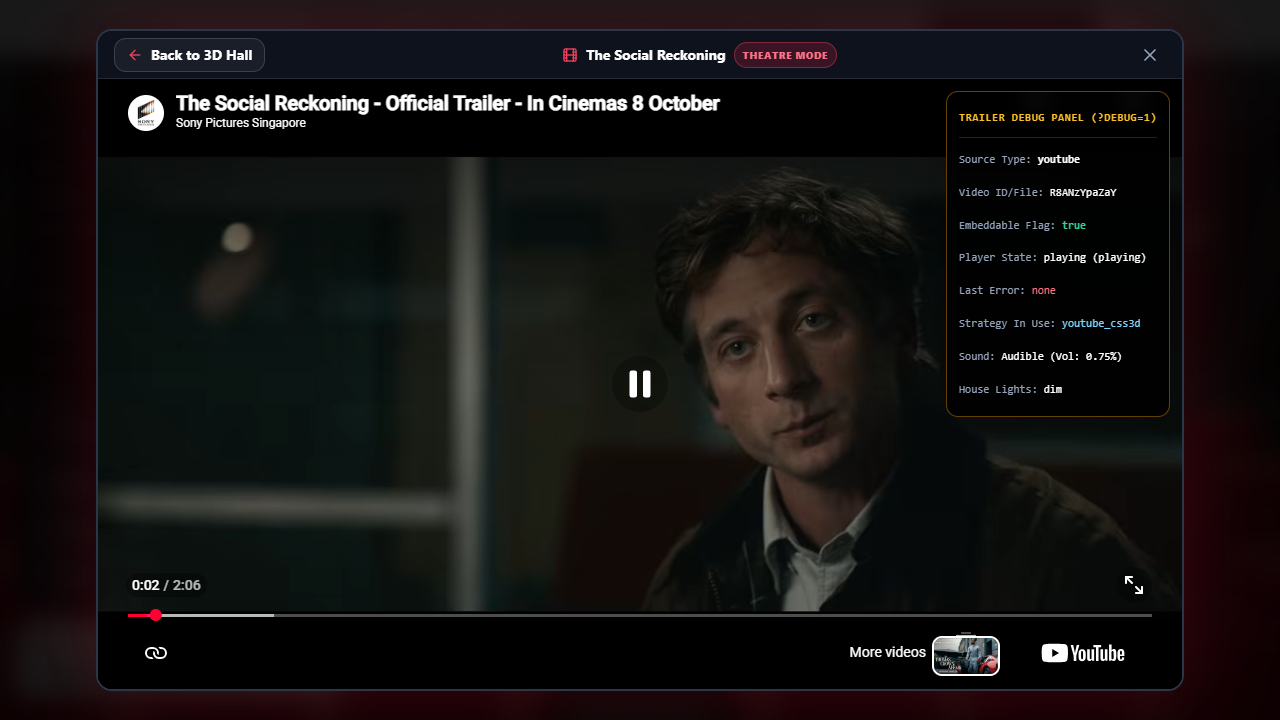 Back to 3D Hall
The Social Reckoning
THEATRE MODE
The Social Reckoning - Official Trailer - In Cinemas 8 October
Sony Pictures Singapore
SONY
TRAILER DEBUG PANEL (?DEBUG=1)
Source Type: youtube
Video ID/File: R8ANzYpaZaY
Embeddable Flag: true
Player State: playing (playing)
Last Error: none
Strategy In Use: youtube_css3d
Sound: Audible (Vol: 0.75%)
House Lights: dim
0:02 / 2:06
More videos
YouTube